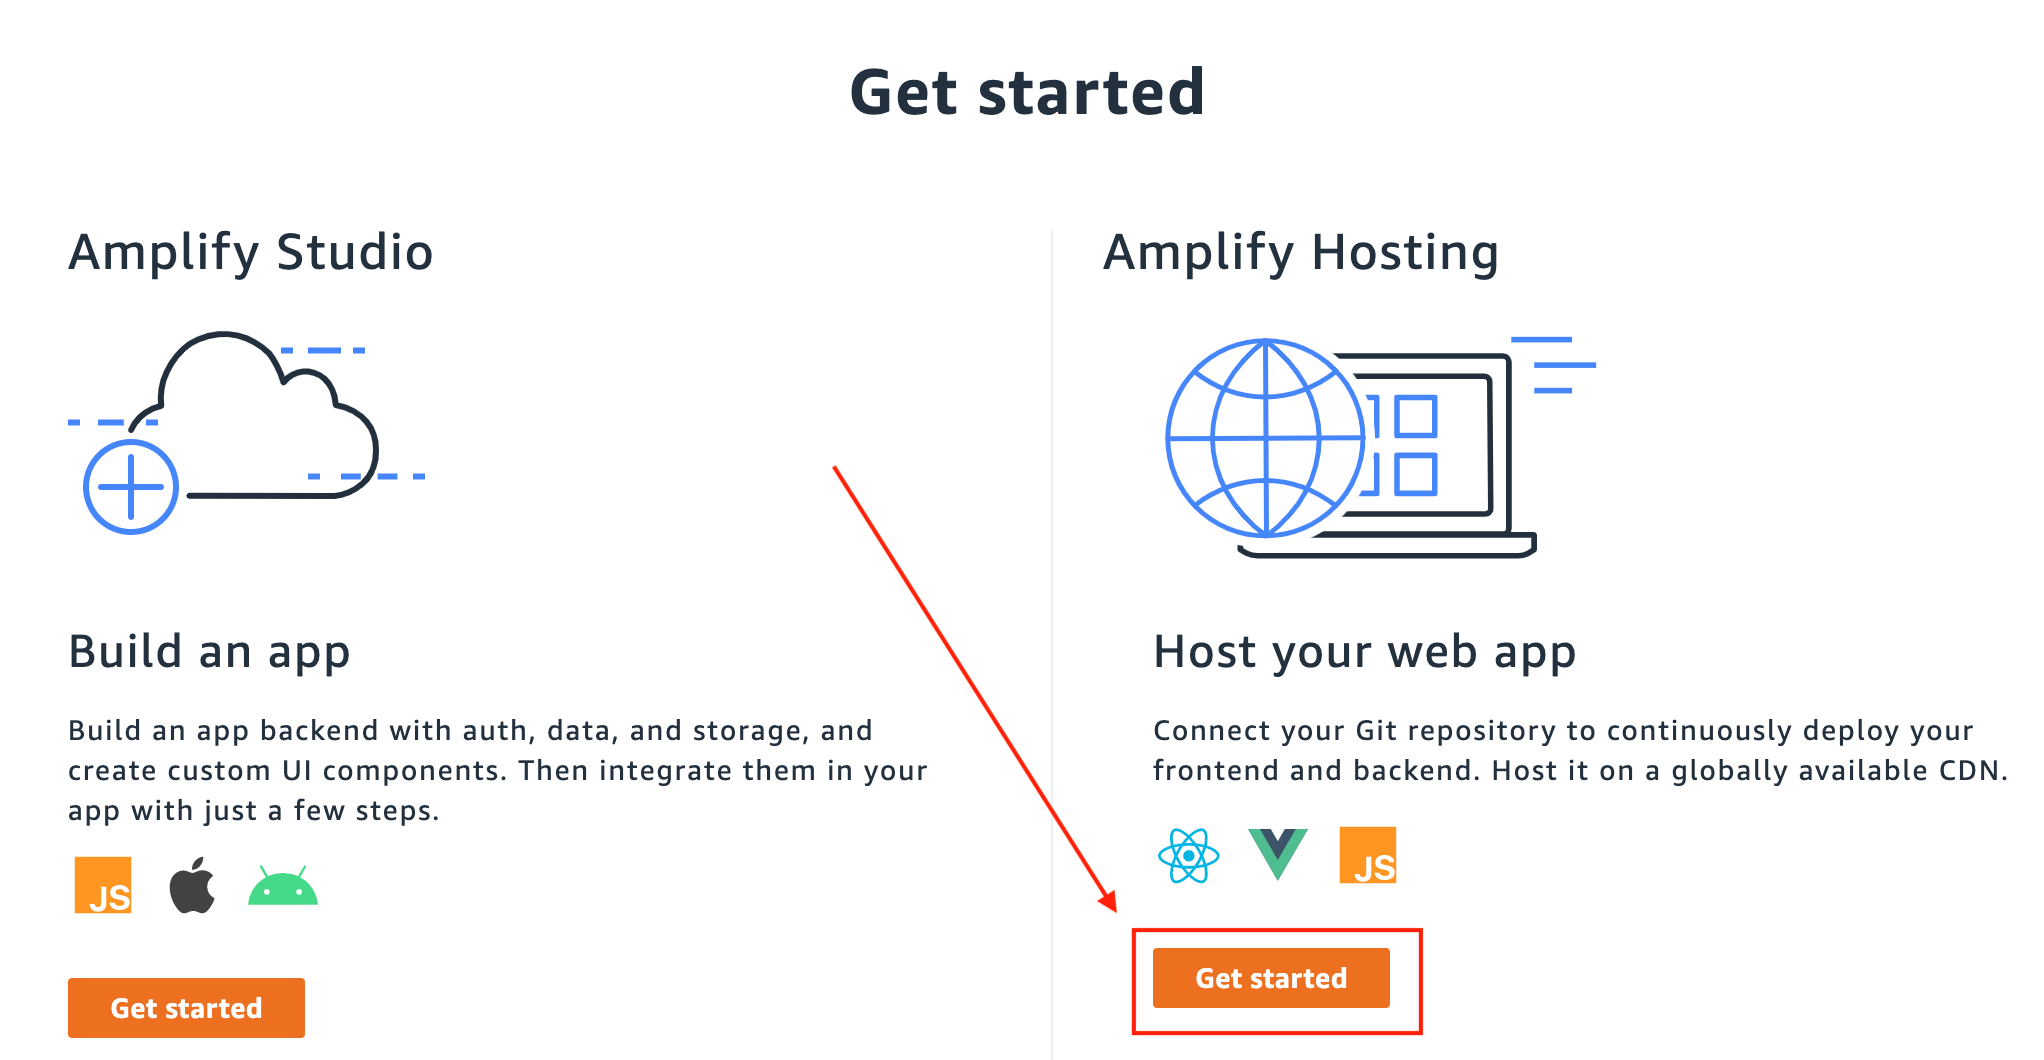 Get started
Amplify Studio
Build an app
Build an app backend with auth, data, and storage, and
create custom UI components. Then integrate them in your
app with just a few steps.
JS
Get started
Amplify Hosting
Host your web app
Connect your Git repository to continuously deploy your
frontend and backend. Host it on a globally available CDN.
JS
Get started